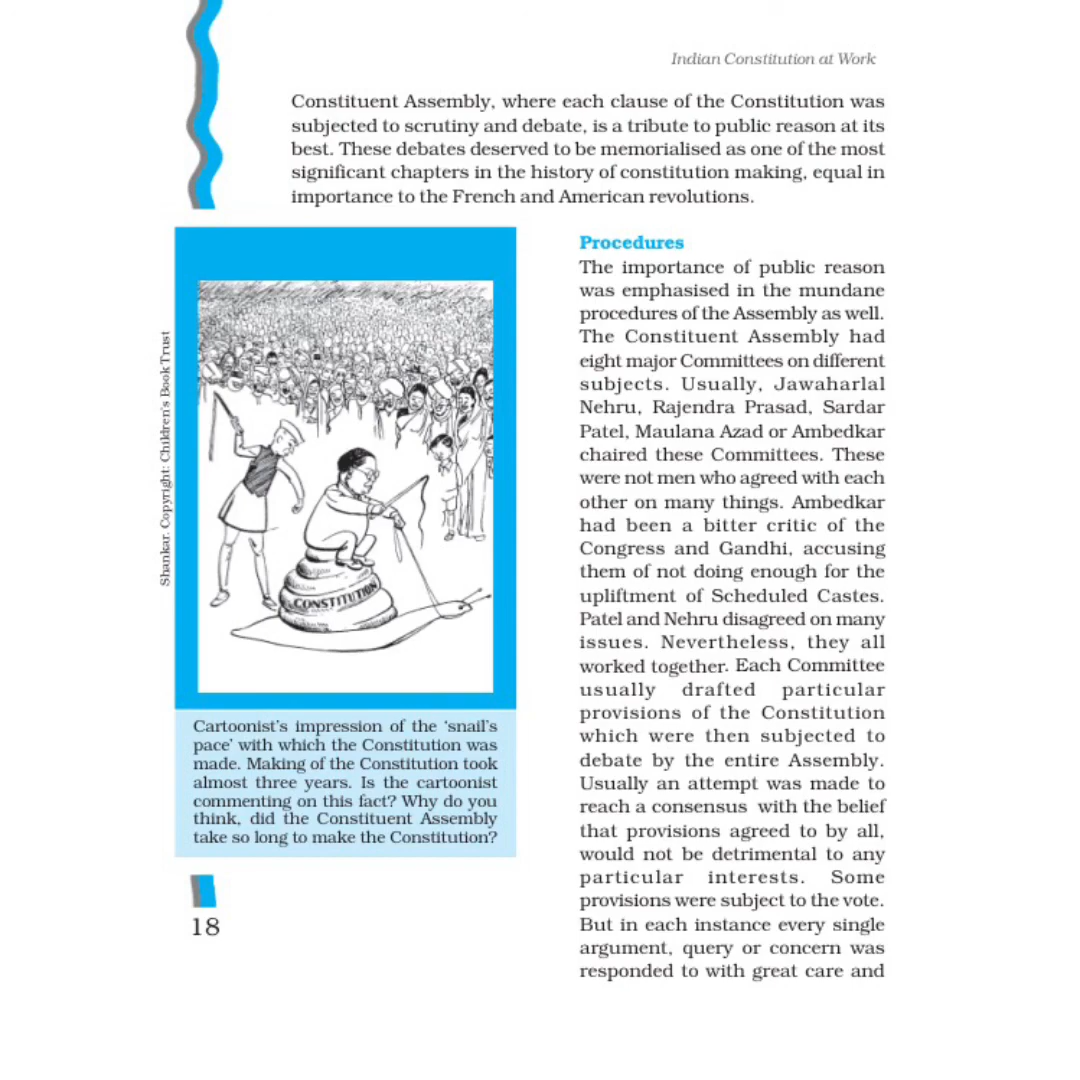 Indian Constitution at Work
Constituent Assembly, where each clause of the Constitution was
subjected to scrutiny and debate, is a tribute to public reason at its
best. These debates deserved to be memorialised as one of the most
significant chapters in the history of constitution making, equal in
importance to the French and American revolutions.
Shankar. Copyright: Children's Book Trust
CONSTITUTION
Cartoonist's impression of the ‘snail's
pace’ with which the Constitution was
made. Making of the Constitution took
almost three years. Is the cartoonist
commenting on this fact? Why do you
think, did the Constituent Assembly
take so long to make the Constitution?
Procedures
The importance of public reason
was emphasised in the mundane
procedures of the Assembly as well.
The Constituent Assembly had
eight major Committees on different
subjects. Usually, Jawaharlal
Nehru, Rajendra Prasad, Sardar
Patel, Maulana Azad or Ambedkar
chaired these Committees. These
were not men who agreed with each
other on many things. Ambedkar
had been a bitter critic of the
Congress and Gandhi, accusing
them of not doing enough for the
upliftment of Scheduled Castes.
Patel and Nehru disagreed on many
issues. Nevertheless, they all
worked together. Each Committee
usually drafted particular
provisions of the Constitution
which were then subjected to
debate by the entire Assembly.
Usually an attempt was made to
reach a consensus with the belief
that provisions agreed to by all,
would not be detrimental to any
particular interests. Some
provisions were subject to the vote.
But in each instance every single
argument, query or concern was
responded to with great care and
18